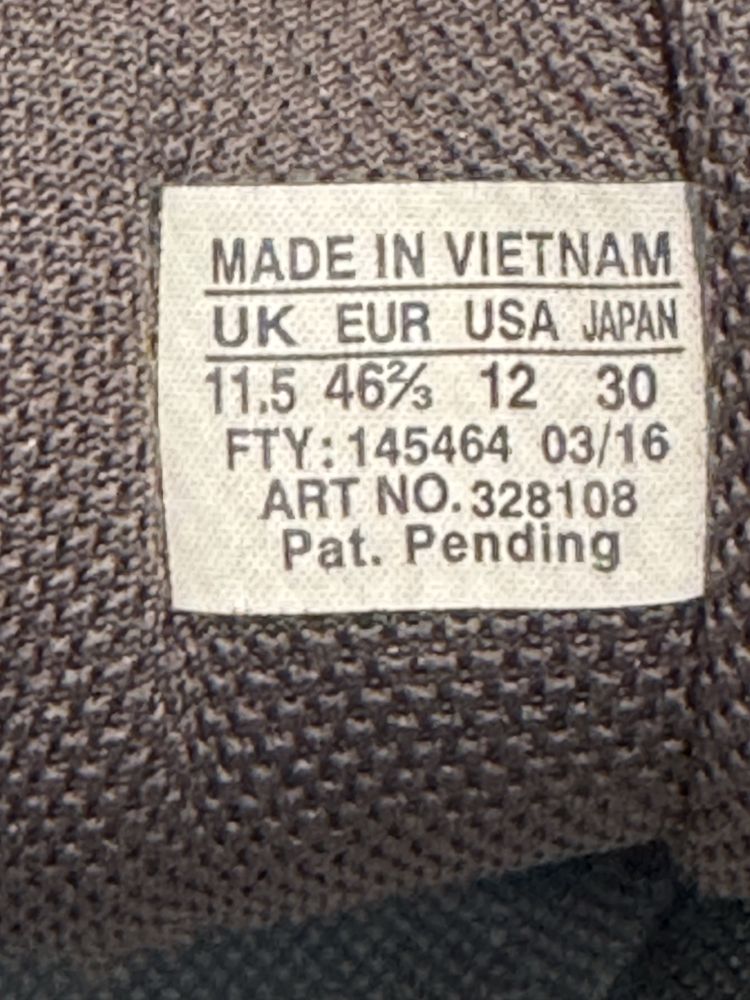 MADE IN VIETNAM
UK EUR USA JAPAN
11.5 46⅔ 12 30
FTY: 145464 03/16
ART NO. 328108
Pat. Pending